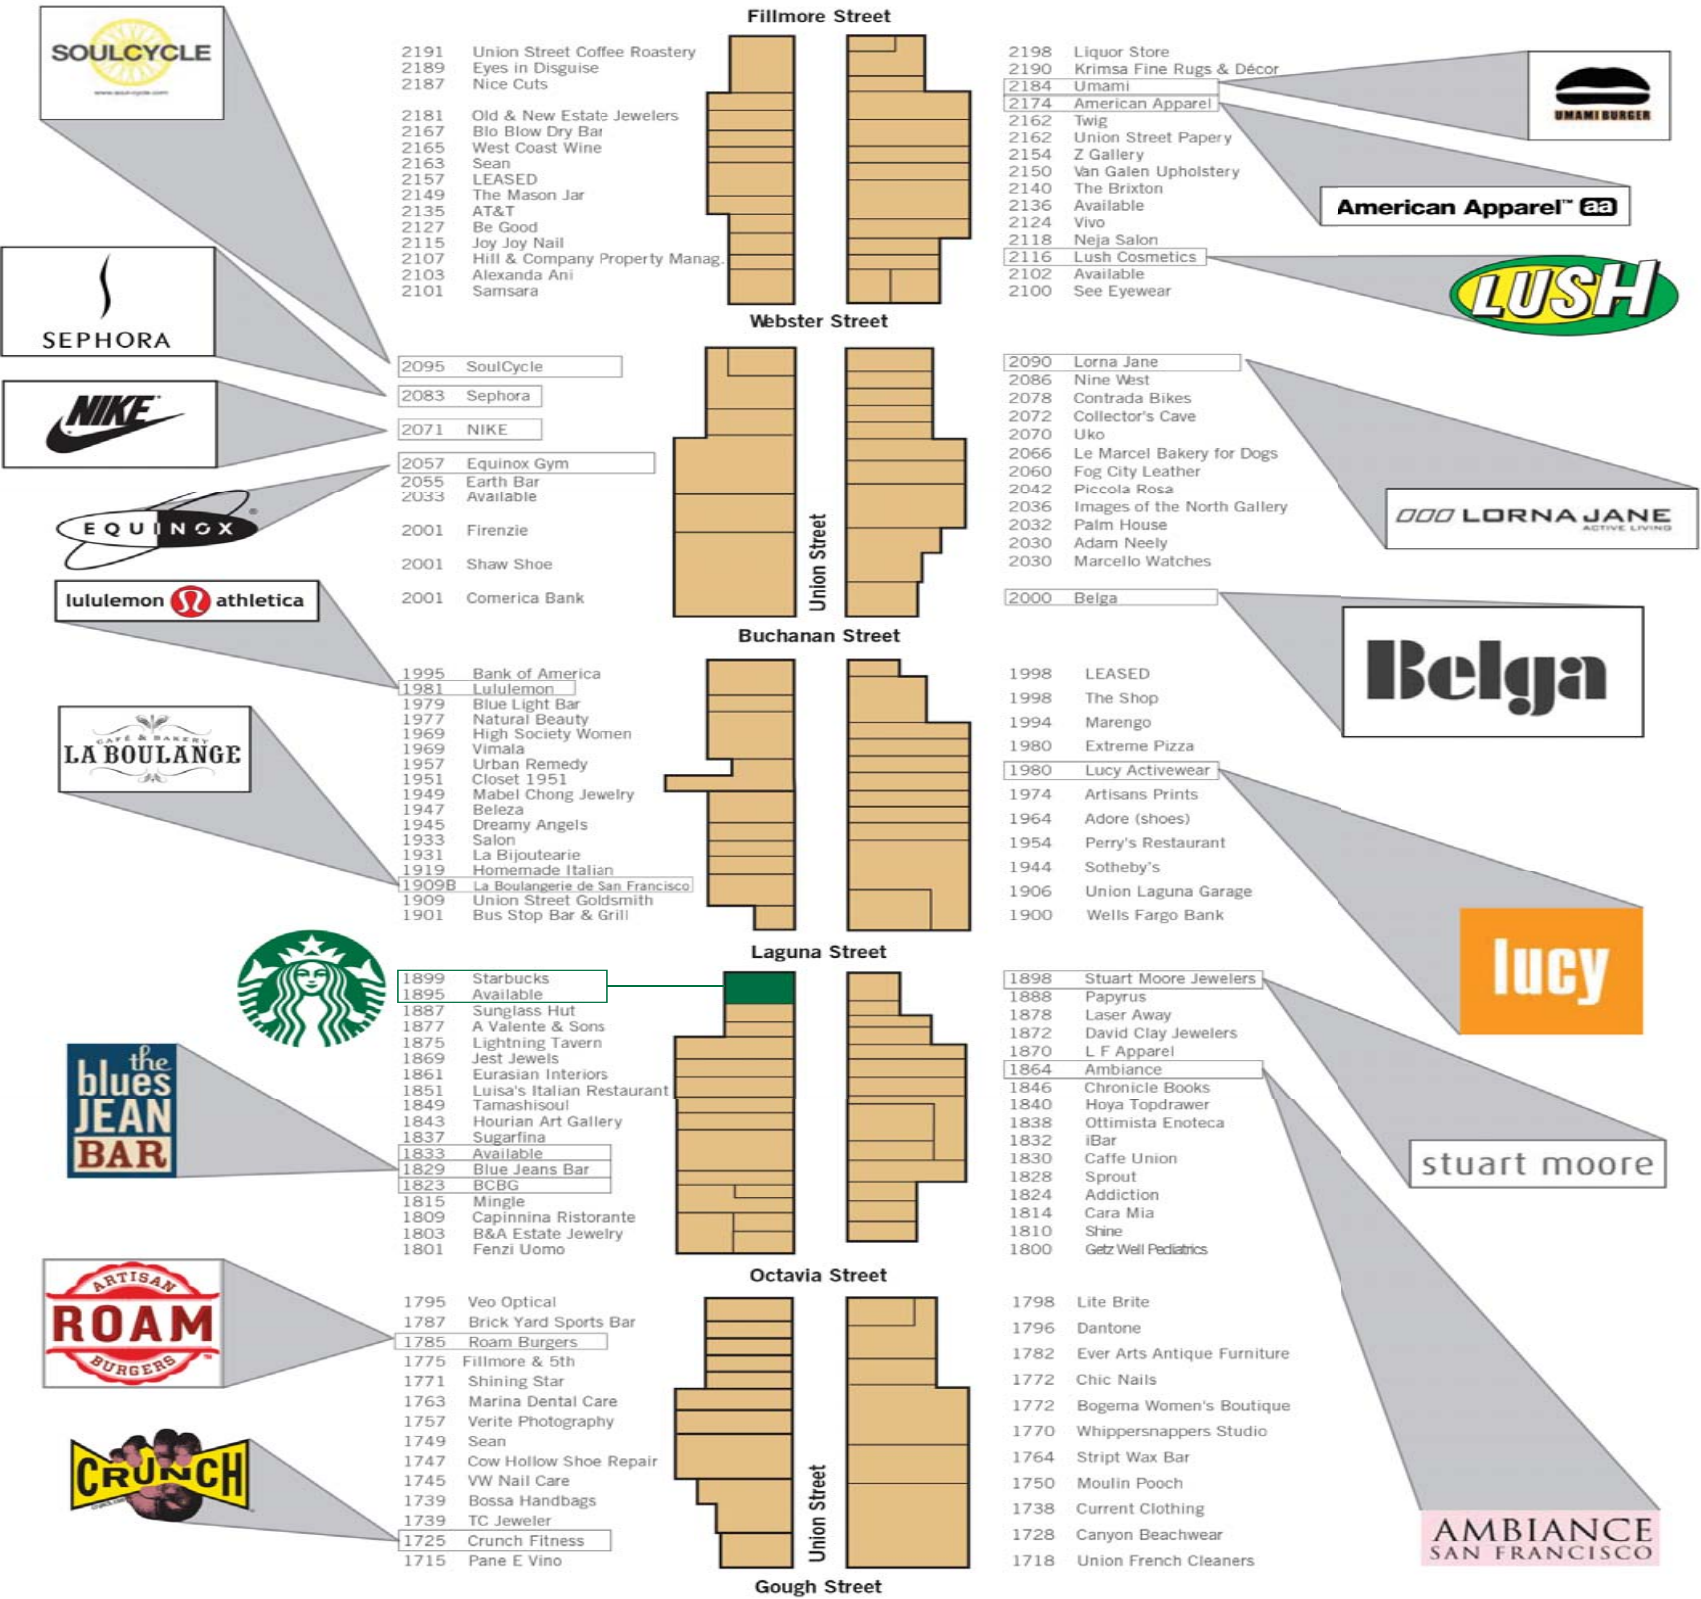 Fillmore Street
SOULCYCLE
www.soul-cycle.com
2191 Union Street Coffee Roastery
2189 Eyes in Disguise
2187 Nice Cuts
2181 Old & New Estate Jewelers
2167 Blo Blow Dry Bar
2165 West Coast Wine
2163 Sean
2157 LEASED
2149 The Mason Jar
2135 AT&T
2127 Be Good
2115 Joy Joy Nail
2107 Hill & Company Property Manag.
2103 Alexanda Ani
2101 Samsara
2198 Liquor Store
2190 Krimsa Fine Rugs & Décor
2184 Umami
2174 American Apparel
2162 Twig
2162 Union Street Papery
2154 Z Gallery
2150 Van Galen Upholstery
2140 The Brixton
2136 Available
2124 Vivo
2118 Neja Salon
2116 Lush Cosmetics
2102 Available
2100 See Eyewear
UMAMI BURGER
American Apparel™ aa
LUSH
Webster Street
SEPHORA
NIKE
EQUINOX®
2095 SoulCycle
2083 Sephora
2071 NIKE
2057 Equinox Gym
2055 Earth Bar
2033 Available
2001 Firenzie
2001 Shaw Shoe
2001 Comerica Bank
Union Street
2090 Lorna Jane
2086 Nine West
2078 Contrada Bikes
2072 Collector's Cave
2070 Uko
2066 Le Marcel Bakery for Dogs
2060 Fog City Leather
2042 Piccola Rosa
2036 Images of the North Gallery
2032 Palm House
2030 Adam Neely
2030 Marcello Watches
2000 Belga
LORNA JANE
ACTIVE LIVING
Belga
Buchanan Street
lululemon athletica
CAFÉ & BAKERY
LA BOULANGE
1995 Bank of America
1981 Lululemon
1979 Blue Light Bar
1977 Natural Beauty
1969 High Society Women
1969 Vimala
1957 Urban Remedy
1951 Closet 1951
1949 Mabel Chong Jewelry
1947 Beleza
1945 Dreamy Angels
1933 Salon
1931 La Bijoutearie
1919 Homemade Italian
1909B La Boulangerie de San Francisco
1909 Union Street Goldsmith
1901 Bus Stop Bar & Grill
1998 LEASED
1998 The Shop
1994 Marengo
1980 Extreme Pizza
1980 Lucy Activewear
1974 Artisans Prints
1964 Adore (shoes)
1954 Perry's Restaurant
1944 Sotheby's
1906 Union Laguna Garage
1900 Wells Fargo Bank
lucy
Laguna Street
the
blues
JEAN
BAR
1899 Starbucks
1895 Available
1887 Sunglass Hut
1877 A Valente & Sons
1875 Lightning Tavern
1869 Jest Jewels
1861 Eurasian Interiors
1851 Luisa's Italian Restaurant
1849 Tamashisoul
1843 Hourian Art Gallery
1837 Sugarfina
1833 Available
1829 Blue Jeans Bar
1823 BCBG
1815 Mingle
1809 Capinnina Ristorante
1803 B&A Estate Jewelry
1801 Fenzi Uomo
1898 Stuart Moore Jewelers
1888 Papyrus
1878 Laser Away
1872 David Clay Jewelers
1870 L F Apparel
1864 Ambiance
1846 Chronicle Books
1840 Hoya Topdrawer
1838 Ottimista Enoteca
1832 iBar
1830 Caffe Union
1828 Sprout
1824 Addiction
1814 Cara Mia
1810 Shine
1800 Getz Well Pediatrics
stuart moore
Octavia Street
ARTISAN
ROAM
BURGERS™
CRUNCH
1795 Veo Optical
1787 Brick Yard Sports Bar
1785 Roam Burgers
1775 Fillmore & 5th
1771 Shining Star
1763 Marina Dental Care
1757 Verite Photography
1749 Sean
1747 Cow Hollow Shoe Repair
1745 VW Nail Care
1739 Bossa Handbags
1739 TC Jeweler
1725 Crunch Fitness
1715 Pane E Vino
Union Street
1798 Lite Brite
1796 Dantone
1782 Ever Arts Antique Furniture
1772 Chic Nails
1772 Bogema Women's Boutique
1770 Whippersnappers Studio
1764 Stript Wax Bar
1750 Moulin Pooch
1738 Current Clothing
1728 Canyon Beachwear
1718 Union French Cleaners
AMBIANCE
SAN FRANCISCO
Gough Street